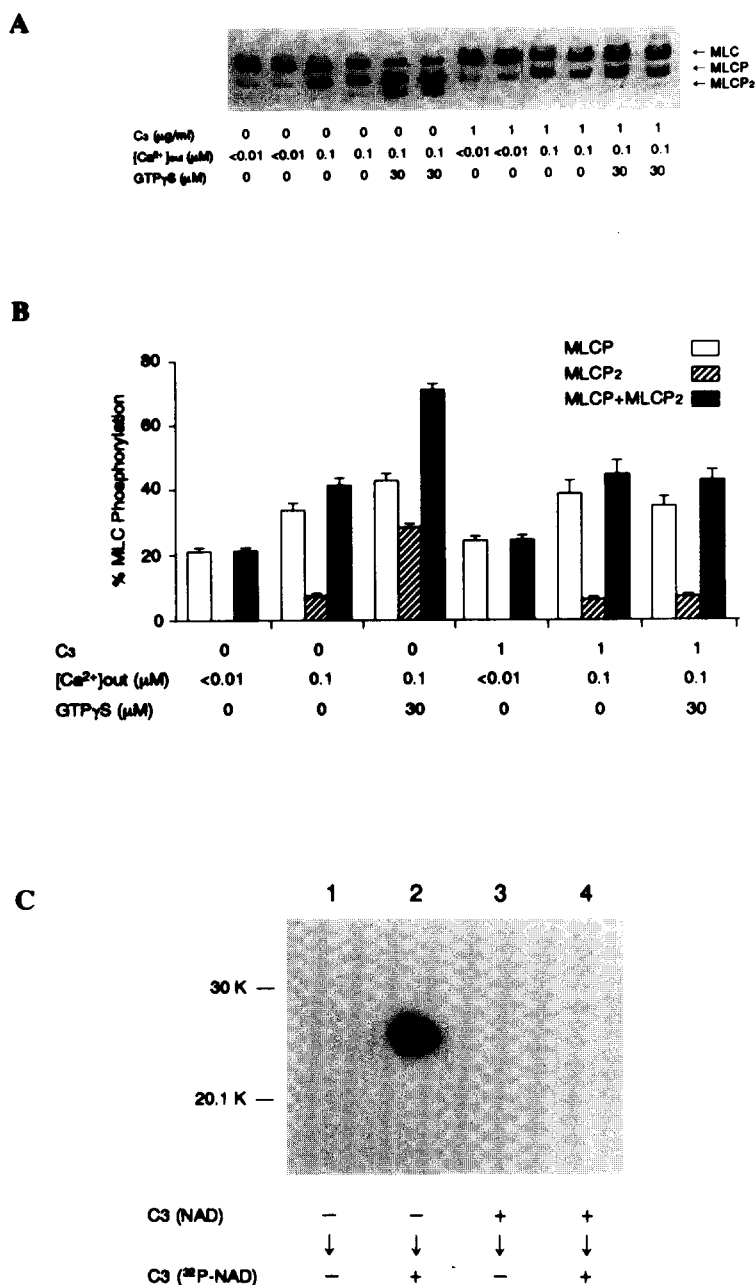 A
← MLC
← MLCP
← MLCP2
C3 (μg/ml) 0 0 0 0 0 0 1 1 1 1 1 1
[Ca2+]out (μM) <0.01 <0.01 0.1 0.1 0.1 0.1 <0.01 <0.01 0.1 0.1 0.1 0.1
GTPγS (μM) 0 0 0 0 30 30 0 0 0 0 30 30
B
80
60
40
20
0
% MLC Phosphorylation
MLCP
MLCP2
MLCP+MLCP2
C3 0 0 0 1 1 1
[Ca2+]out (μM) <0.01 0.1 0.1 <0.01 0.1 0.1
GTPγS (μM) 0 0 30 0 0 30
C
1 2 3 4
30 K —
20.1 K —
C3 (NAD) − − + +
↓ ↓ ↓ ↓
C3 (32P-NAD) − + − +